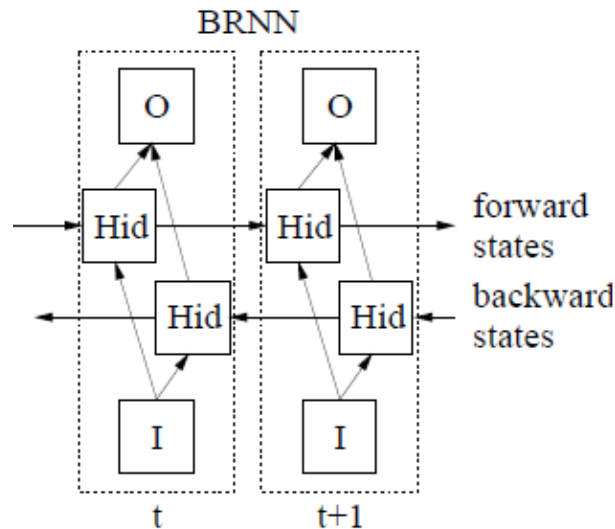 BRNN
O O
Hid Hid
forward
states
Hid Hid
backward
states
I I
t t+1